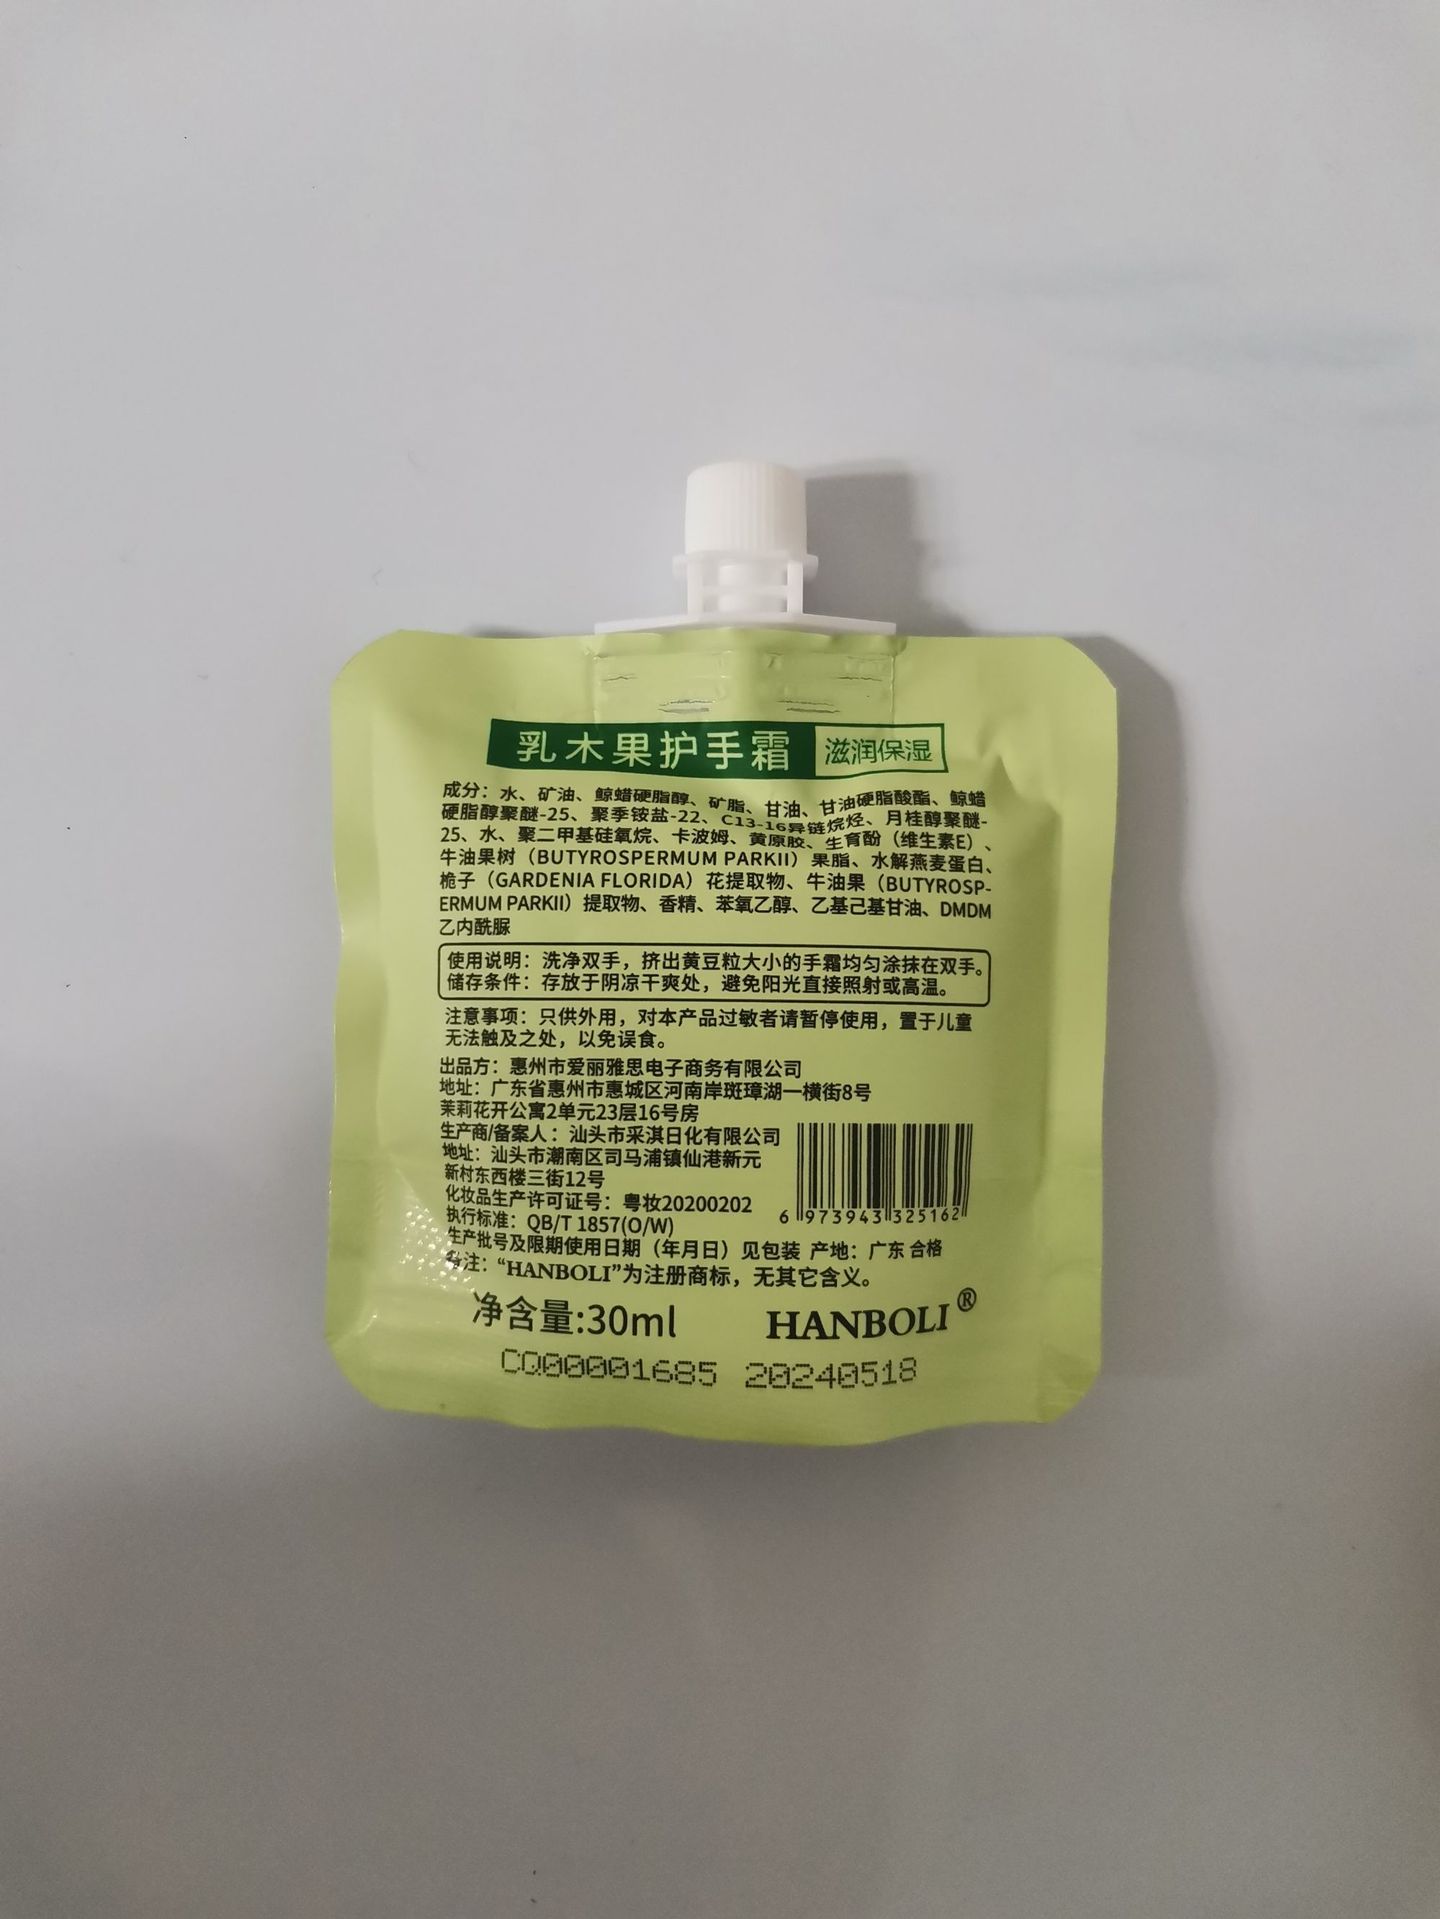 乳木果护手霜 滋润保湿
成分：水、矿油、鲸蜡硬脂醇、矿脂、甘油、甘油硬脂酸酯、鲸蜡
硬脂醇聚醚-25、聚季铵盐-22、C13-16异链烷烃、月桂醇聚醚-
25、水、聚二甲基硅氧烷、卡波姆、黄原胶、生育酚（维生素E）、
牛油果树（BUTYROSPERMUM PARKII）果脂、水解燕麦蛋白、
桅子（GARDENIA FLORIDA）花提取物、牛油果（BUTYROSP-
ERMUM PARKII）提取物、香精、苯氧乙醇、乙基己基甘油、DMDM
乙内酰脲
使用说明：洗净双手，挤出黄豆粒大小的手霜均匀涂抹在双手。
储存条件：存放于阴凉干爽处，避免阳光直接照射或高温。
注意事项：只供外用，对本产品过敏者请暂停使用，置于儿童
无法触及之处，以免误食。
出品方：惠州市爱丽雅思电子商务有限公司
地址：广东省惠州市惠城区河南岸斑璋湖一横街8号
茉莉花开公寓2单元23层16号房
生产商/备案人：汕头市采淇日化有限公司
地址：汕头市潮南区司马浦镇仙港新元
新村东西楼三街12号
化妆品生产许可证号：粤妆20200202
执行标准：QB/T 1857(O/W)
生产批号及限期使用日期（年月日）见包装 产地：广东 合格
备注：“HANBOLI”为注册商标，无其它含义。
6 973943 325162
净含量:30ml HANBOLI®
CQ00001685 20240518